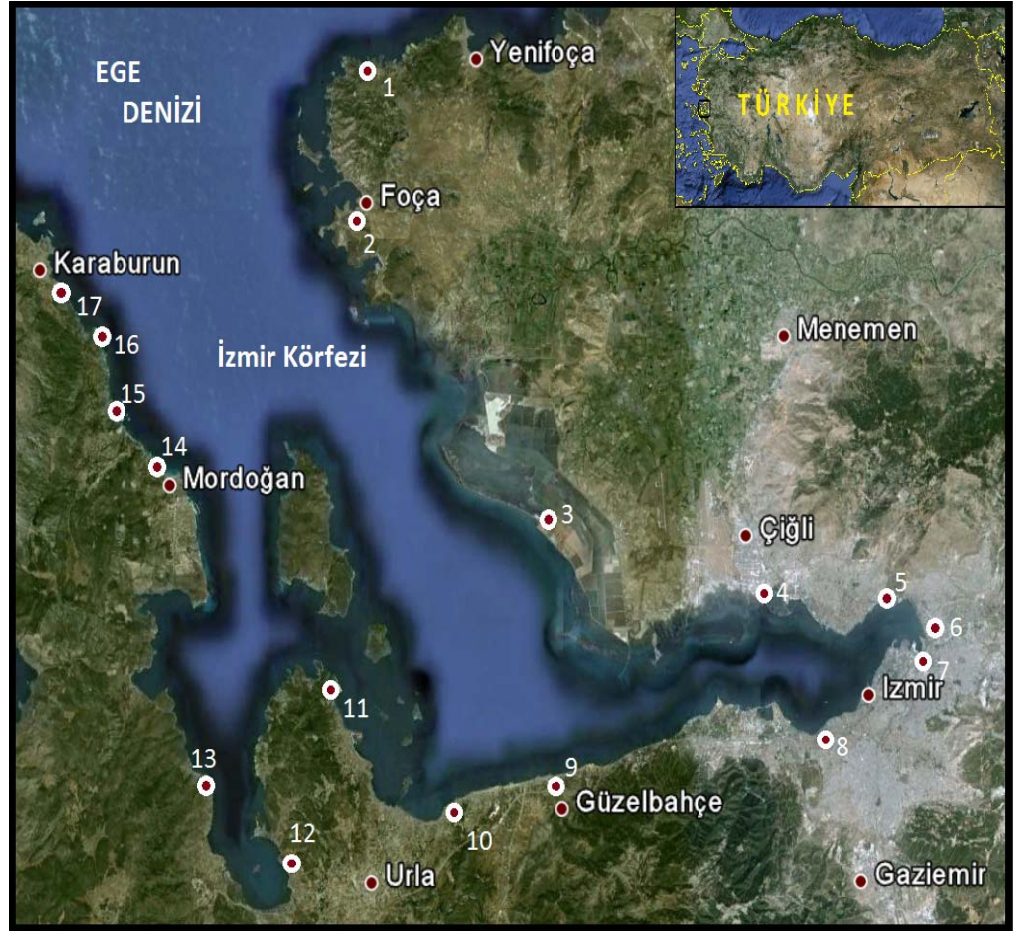 EGE
DENİZİ
Yenifoça
1
TÜRKİYE
Foça
2
Karaburun
17
16
İzmir Körfezi
Menemen
15
14
Mordoğan
3
Çiğli
4
5
6
7
Izmir
11
8
13
9
Güzelbahçe
10
12
Urla
Gaziemir